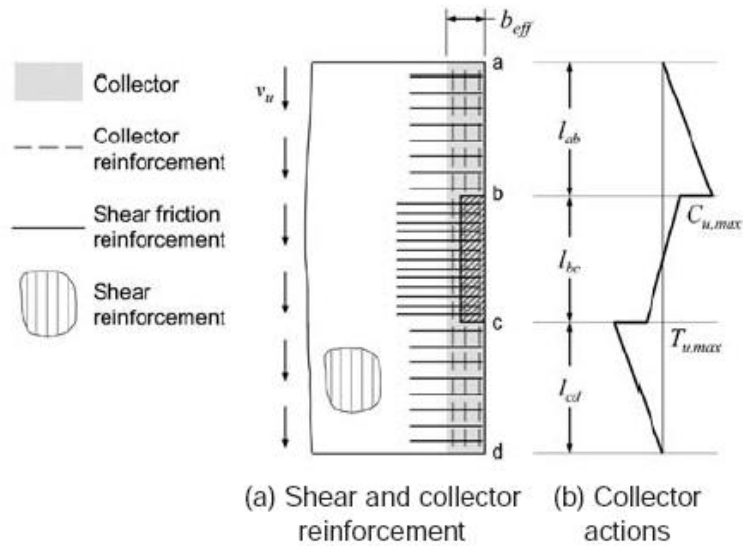 Collector
Collector
reinforcement
Shear friction
reinforcement
Shear
reinforcement
b_eff
v_u
a
b
c
d
(a) Shear and collector
reinforcement
l_ab
l_bc
l_cd
C_u,max
T_u,max
(b) Collector
actions